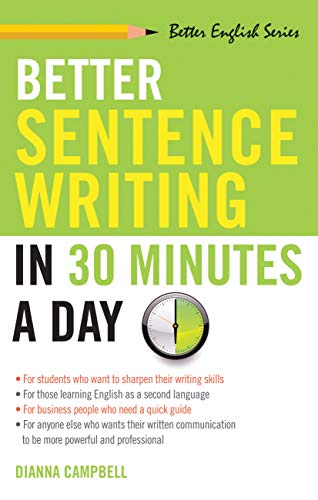 Better English Series
BETTER
SENTENCE
WRITING
IN 30 MINUTES
A DAY
• For students who want to sharpen their writing skills
• For those learning English as a second language
• For business people who need a quick guide
• For anyone else who wants their written communication
to be more powerful and professional
DIANNA CAMPBELL